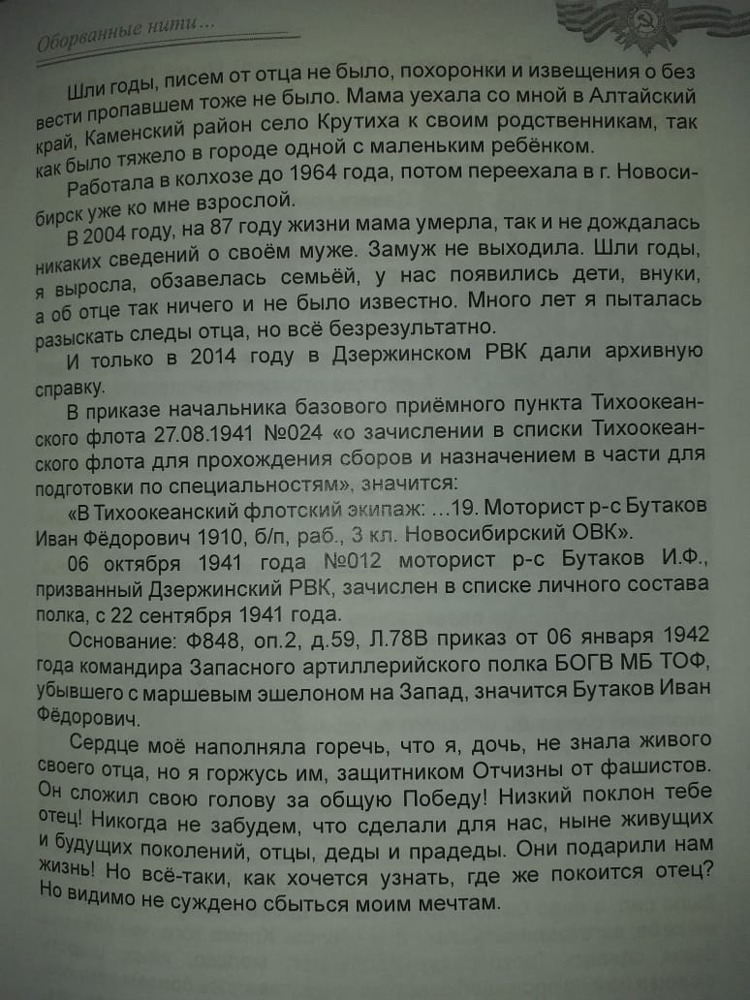 Оборванные нити...
Шли годы, писем от отца не было, похоронки и извещения о без
вести пропавшем тоже не было. Мама уехала со мной в Алтайский
край, Каменский район село Крутиха к своим родственникам, так
как было тяжело в городе одной с маленьким ребёнком.
Работала в колхозе до 1964 года, потом переехала в г. Новоси-
бирск уже ко мне взрослой.
В 2004 году, на 87 году жизни мама умерла, так и не дождалась
никаких сведений о своём муже. Замуж не выходила. Шли годы,
я выросла, обзавелась семьёй, у нас появились дети, внуки,
а об отце так ничего и не было известно. Много лет я пыталась
разыскать следы отца, но всё безрезультатно.
И только в 2014 году в Дзержинском РВК дали архивную
справку.
В приказе начальника базового приёмного пункта Тихоокеан-
ского флота 27.08.1941 №024 «о зачислении в списки Тихоокеан-
ского флота для прохождения сборов и назначением в части для
подготовки по специальностям», значится:
«В Тихоокеанский флотский экипаж: ...19. Моторист р-с Бутаков
Иван Фёдорович 1910, б/п, раб., 3 кл. Новосибирский ОВК».
06 октября 1941 года №012 моторист р-с Бутаков И.Ф.,
призванный Дзержинский РВК, зачислен в списке личного состава
полка, с 22 сентября 1941 года.
Основание: Ф848, оп.2, д.59, Л.78В приказ от 06 января 1942
года командира Запасного артиллерийского полка БОГВ МБ ТОФ,
убывшего с маршевым эшелоном на Запад, значится Бутаков Иван
Фёдорович.
Сердце моё наполняла горечь, что я, дочь, не знала живого
своего отца, но я горжусь им, защитником Отчизны от фашистов.
Он сложил свою голову за общую Победу! Низкий поклон тебе
отец! Никогда не забудем, что сделали для нас, ныне живущих
и будущих поколений, отцы, деды и прадеды. Они подарили нам
жизнь! Но всё-таки, как хочется узнать, где же покоится отец?
Но видимо не суждено сбыться моим мечтам.